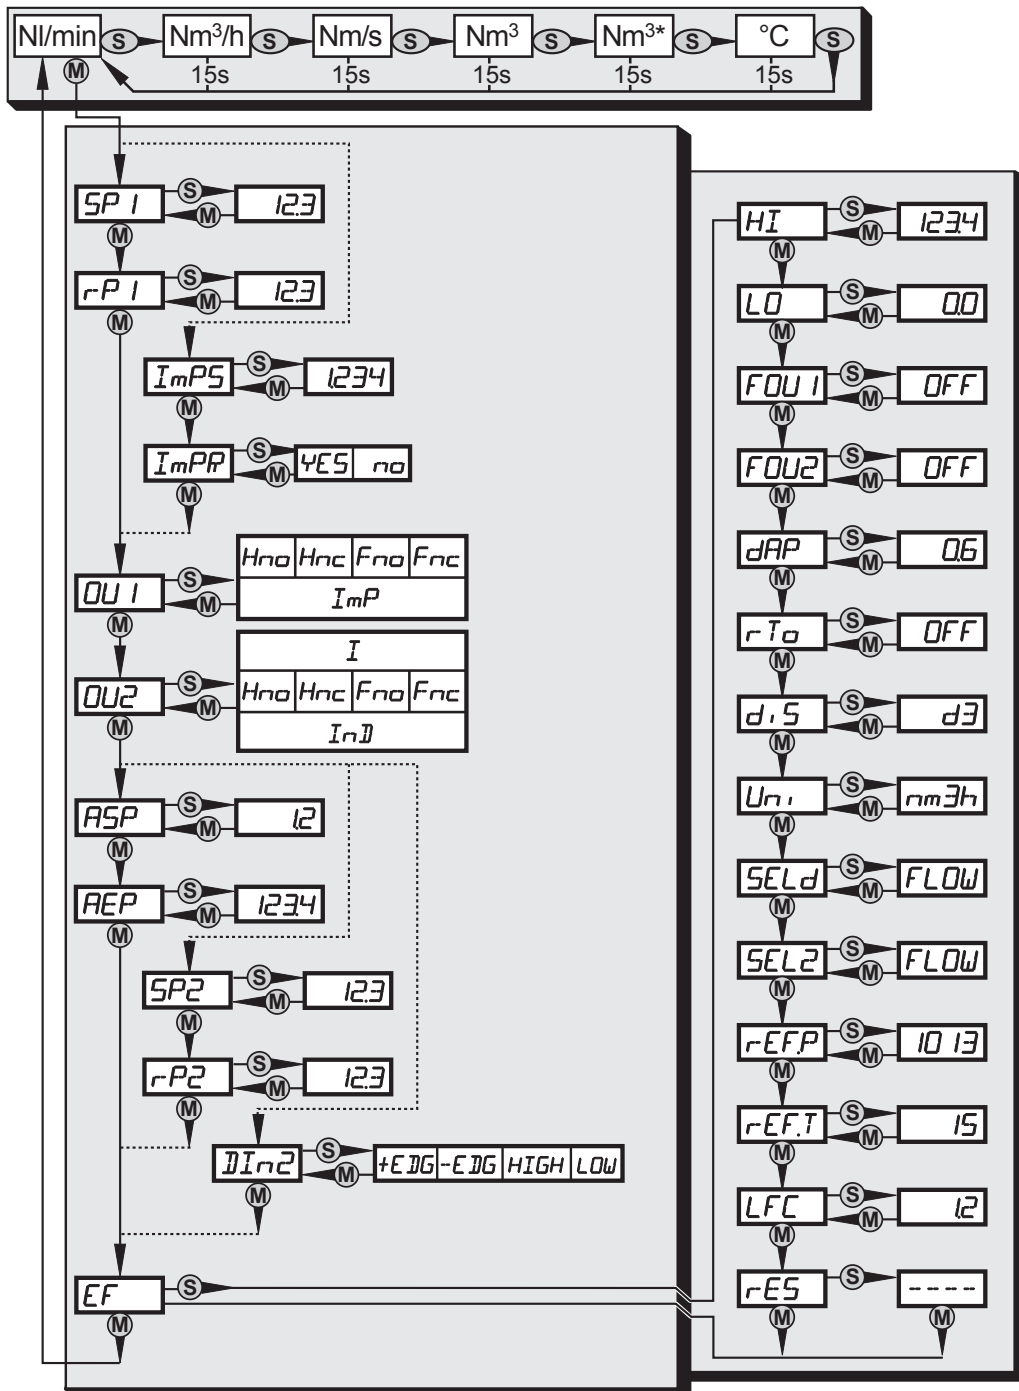 Nl/min S Nm³/h S Nm/s S Nm³ S Nm³* S °C S
M 15s 15s 15s 15s 15s
SP1 S M 12.3
M
rP1 S M 12.3
M
ImPS S M 1.234
M
ImPR S M YES no
M
OU1 S M Hno Hnc Fno Fnc
ImP
M
I
OU2 S M Hno Hnc Fno Fnc
InD
M
ASP S M 1.2
M
AEP S M 123.4
M
SP2 S M 12.3
M
rP2 S M 12.3
M
DIn2 S M +EDG -EDG HIGH LOW
M
EF S
M
HI S M 123.4
M
LO S M 0.0
M
FOU1 S M OFF
M
FOU2 S M OFF
M
dAP S M 0.6
M
rTo S M OFF
M
diS S M d3
M
Uni S M nm3h
M
SELd S M FLOW
M
SEL2 S M FLOW
M
rEF.P S M 1013
M
rEF.T S M 15
M
LFC S M 1.2
M
rES S ----
M M